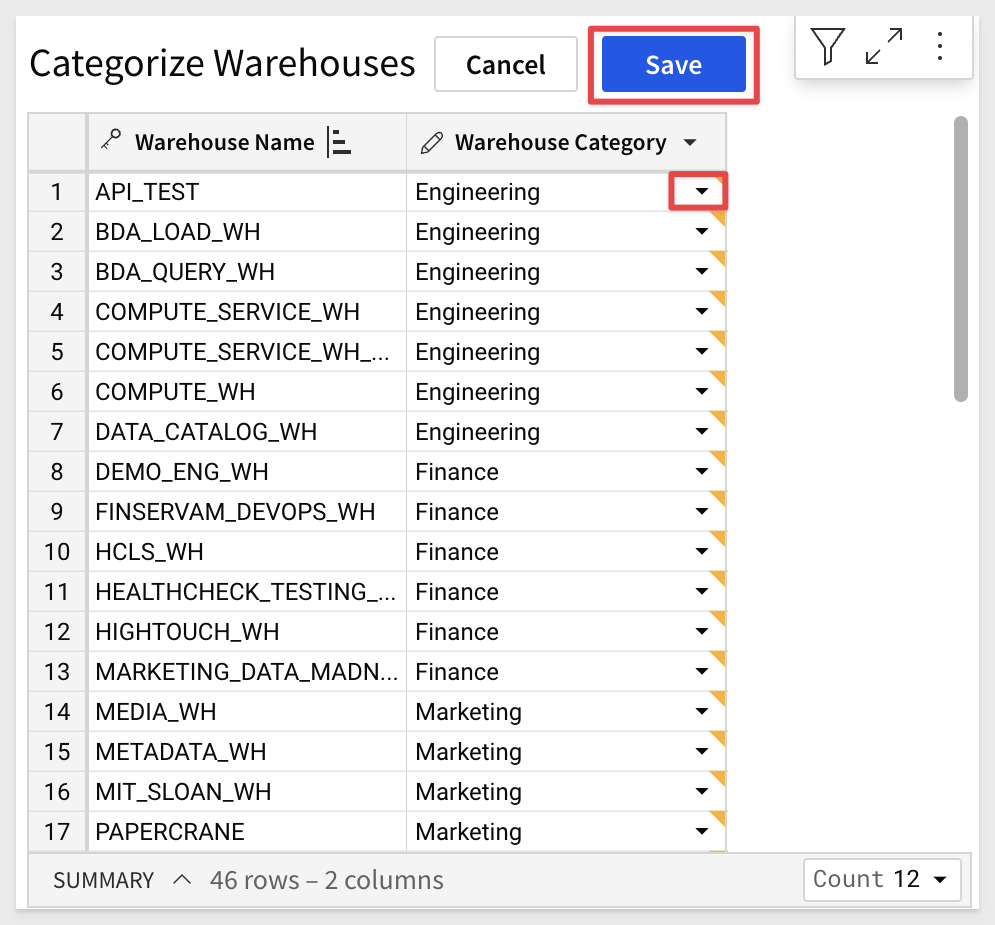 Categorize Warehouses Cancel Save
Warehouse Name Warehouse Category
1 API_TEST Engineering
2 BDA_LOAD_WH Engineering
3 BDA_QUERY_WH Engineering
4 COMPUTE_SERVICE_WH Engineering
5 COMPUTE_SERVICE_WH_... Engineering
6 COMPUTE_WH Engineering
7 DATA_CATALOG_WH Engineering
8 DEMO_ENG_WH Finance
9 FINSERVAM_DEVOPS_WH Finance
10 HCLS_WH Finance
11 HEALTHCHECK_TESTING_... Finance
12 HIGHTOUCH_WH Finance
13 MARKETING_DATA_MADN... Finance
14 MEDIA_WH Marketing
15 METADATA_WH Marketing
16 MIT_SLOAN_WH Marketing
17 PAPERCRANE Marketing
SUMMARY 46 rows – 2 columns Count 12